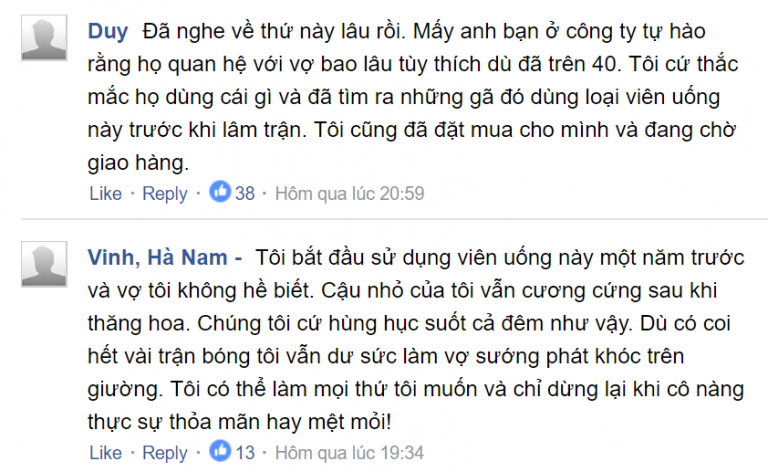 Duy Đã nghe về thứ này lâu rồi. Mấy anh bạn ở công ty tự hào
rằng họ quan hệ với vợ bao lâu tùy thích dù đã trên 40. Tôi cứ thắc
mắc họ dùng cái gì và đã tìm ra những gã đó dùng loại viên uống
này trước khi lâm trận. Tôi cũng đã đặt mua cho mình và đang chờ
giao hàng.
Like · Reply · 38 · Hôm qua lúc 20:59
Vinh, Hà Nam - Tôi bắt đầu sử dụng viên uống này một năm trước
và vợ tôi không hề biết. Cậu nhỏ của tôi vẫn cương cứng sau khi
thăng hoa. Chúng tôi cứ hùng hục suốt cả đêm như vậy. Dù có coi
hết vài trận bóng tôi vẫn dư sức làm vợ sướng phát khóc trên
giường. Tôi có thể làm mọi thứ tôi muốn và chỉ dừng lại khi cô nàng
thực sự thỏa mãn hay mệt mỏi!
Like · Reply · 13 · Hôm qua lúc 19:34